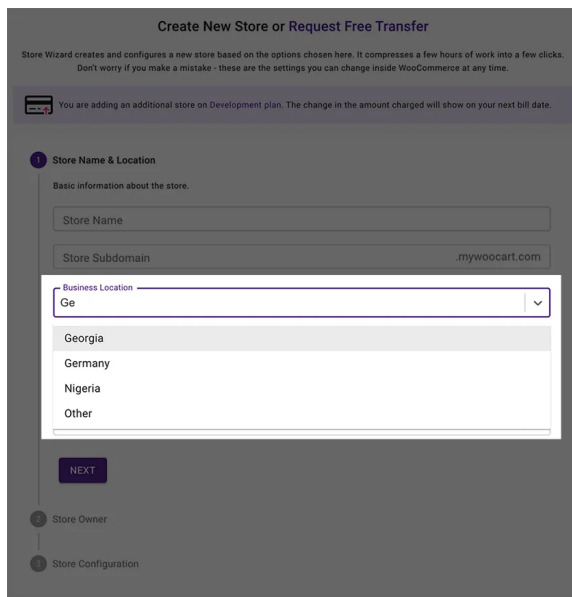 Create New Store or Request Free Transfer
Store Wizard creates and configures a new store based on the options chosen here. It compresses a few hours of work into a few clicks.
Don't worry if you make a mistake - these are the settings you can change inside WooCommerce at any time.
You are adding an additional store on Development plan. The change in the amount charged will show on your next bill date.
1 Store Name & Location
Basic information about the store.
Store Name
Store Subdomain .mywoocart.com
Business Location
Ge
Georgia
Germany
Nigeria
Other
NEXT
2 Store Owner
3 Store Configuration